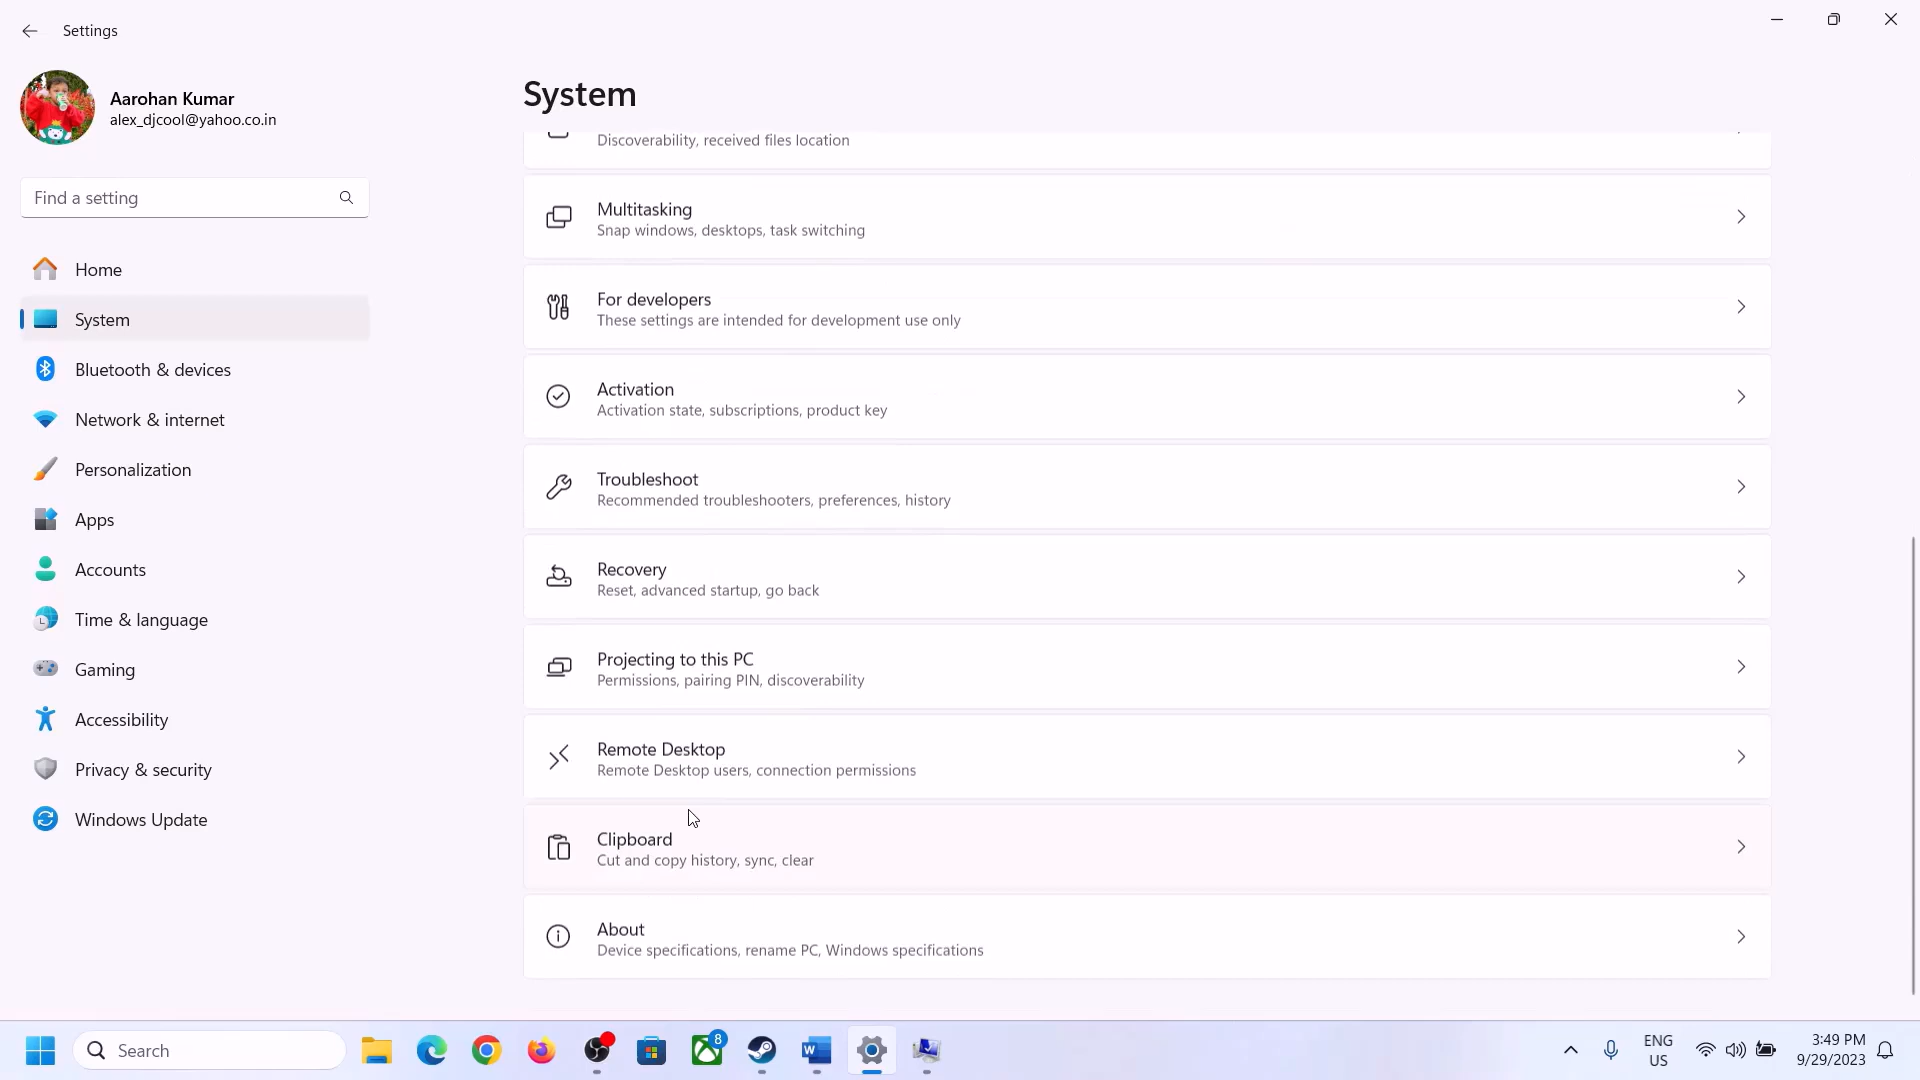 Settings
Aarohan Kumar
alex_djcool@yahoo.co.in
Find a setting
Home
System
Bluetooth & devices
Network & internet
Personalization
Apps
Accounts
Time & language
Gaming
Accessibility
Privacy & security
Windows Update
System
Discoverability, received files location
Multitasking
Snap windows, desktops, task switching
For developers
These settings are intended for development use only
Activation
Activation state, subscriptions, product key
Troubleshoot
Recommended troubleshooters, preferences, history
Recovery
Reset, advanced startup, go back
Projecting to this PC
Permissions, pairing PIN, discoverability
Remote Desktop
Remote Desktop users, connection permissions
Clipboard
Cut and copy history, sync, clear
About
Device specifications, rename PC, Windows specifications
Search
8
ENG
US
3:49 PM
9/29/2023